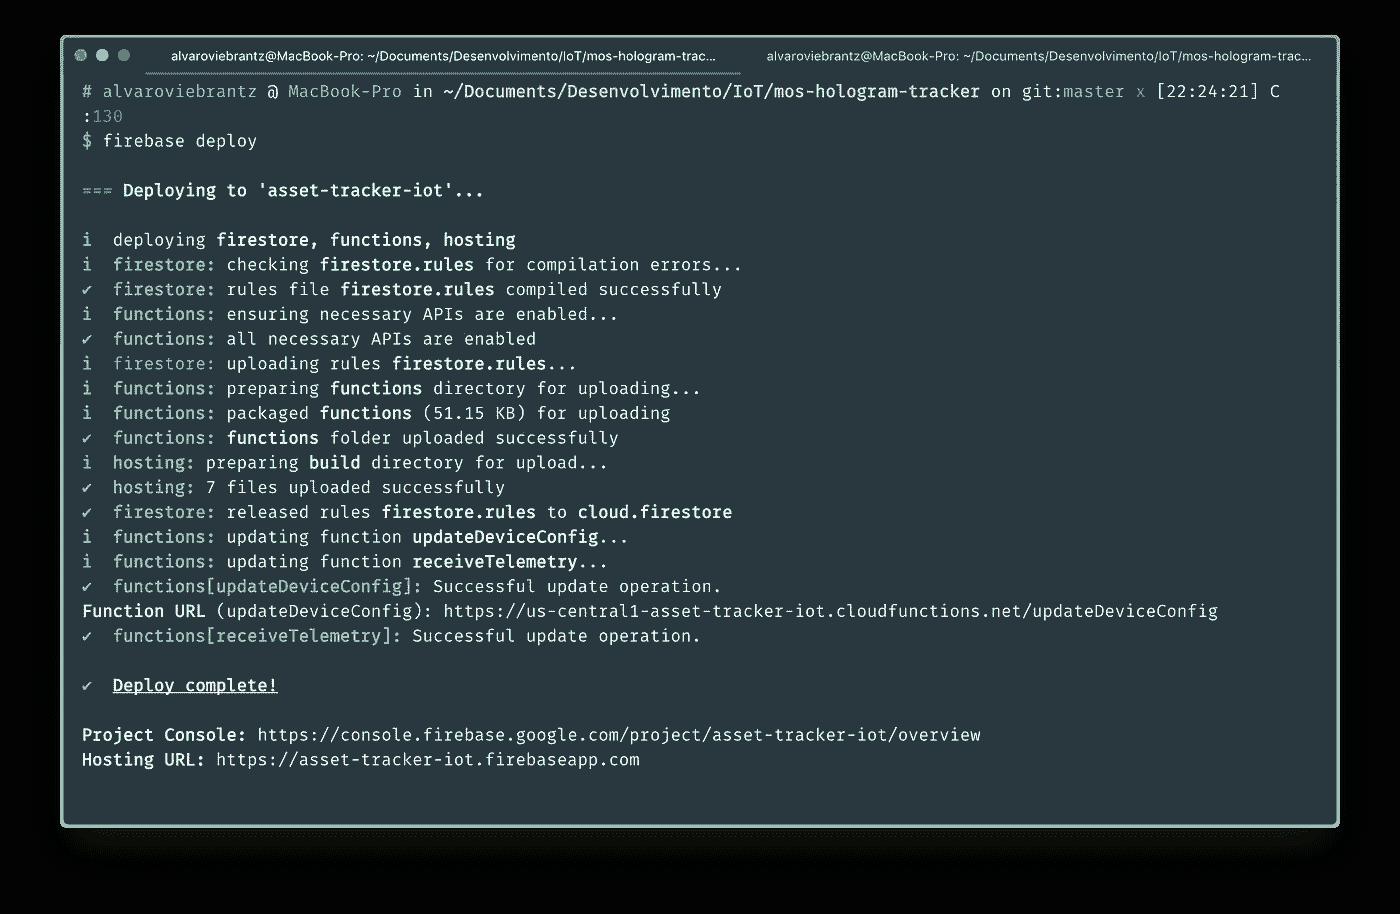 alvaroviebrantz@MacBook-Pro: ~/Documents/Desenvolvimento/IoT/mos-hologram-trac...
alvaroviebrantz@MacBook-Pro: ~/Documents/Desenvolvimento/IoT/mos-hologram-trac...
# alvaroviebrantz @ MacBook-Pro in ~/Documents/Desenvolvimento/IoT/mos-hologram-tracker on git:master x [22:24:21] C
:130
$ firebase deploy
=== Deploying to 'asset-tracker-iot'...
i  deploying firestore, functions, hosting
i  firestore: checking firestore.rules for compilation errors...
✔  firestore: rules file firestore.rules compiled successfully
i  functions: ensuring necessary APIs are enabled...
✔  functions: all necessary APIs are enabled
i  firestore: uploading rules firestore.rules...
i  functions: preparing functions directory for uploading...
i  functions: packaged functions (51.15 KB) for uploading
✔  functions: functions folder uploaded successfully
i  hosting: preparing build directory for upload...
✔  hosting: 7 files uploaded successfully
✔  firestore: released rules firestore.rules to cloud.firestore
i  functions: updating function updateDeviceConfig...
i  functions: updating function receiveTelemetry...
✔  functions[updateDeviceConfig]: Successful update operation.
Function URL (updateDeviceConfig): https://us-central1-asset-tracker-iot.cloudfunctions.net/updateDeviceConfig
✔  functions[receiveTelemetry]: Successful update operation.
✔  Deploy complete!
Project Console: https://console.firebase.google.com/project/asset-tracker-iot/overview
Hosting URL: https://asset-tracker-iot.firebaseapp.com